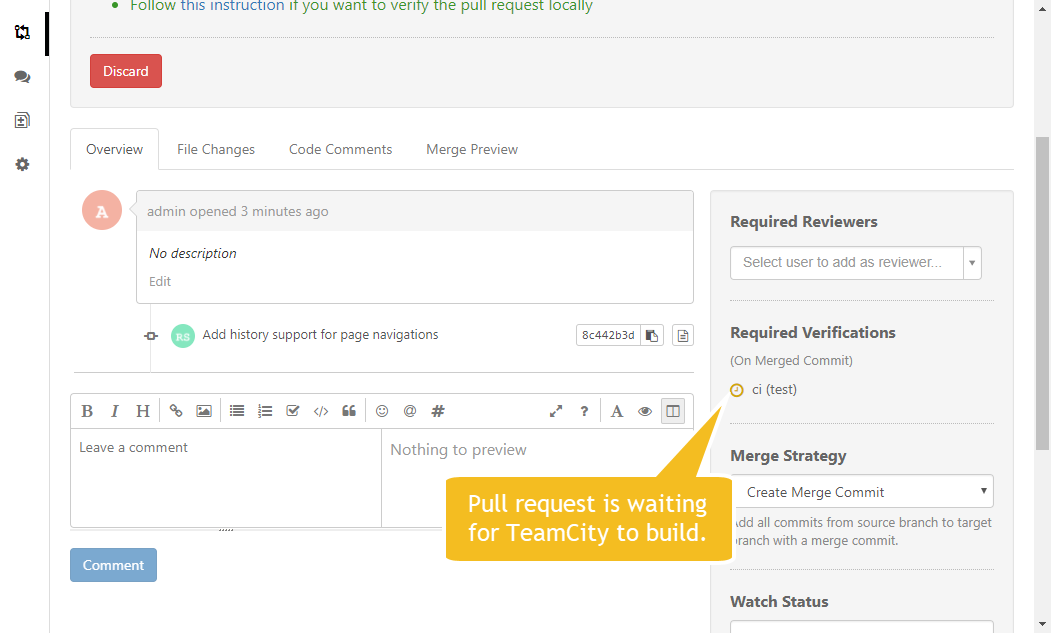 Follow this instruction if you want to verify the pull request locally
Discard
Overview
File Changes
Code Comments
Merge Preview
A
admin opened 3 minutes ago
No description
Edit
RS
Add history support for page navigations
8c442b3d
B I H
@ #
? A
Leave a comment
Nothing to preview
Comment
Required Reviewers
Select user to add as reviewer...
Required Verifications
(On Merged Commit)
ci (test)
Pull request is waiting
for TeamCity to build.
Merge Strategy
Create Merge Commit
Add all commits from source branch to target
branch with a merge commit.
Watch Status